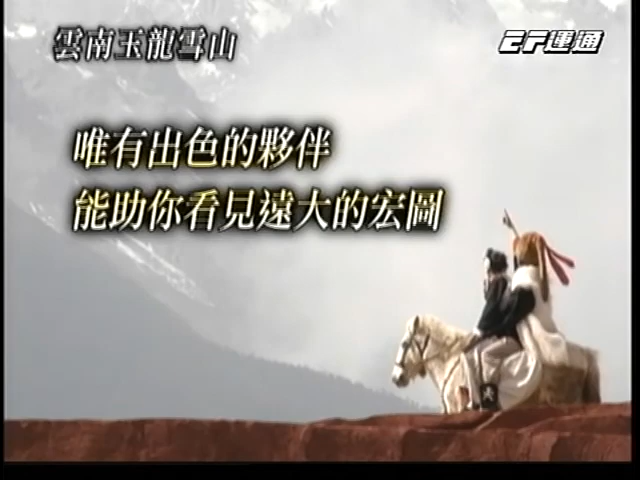 雲南玉龍雪山
CF運通
唯有出色的夥伴
能助你看見遠大的宏圖